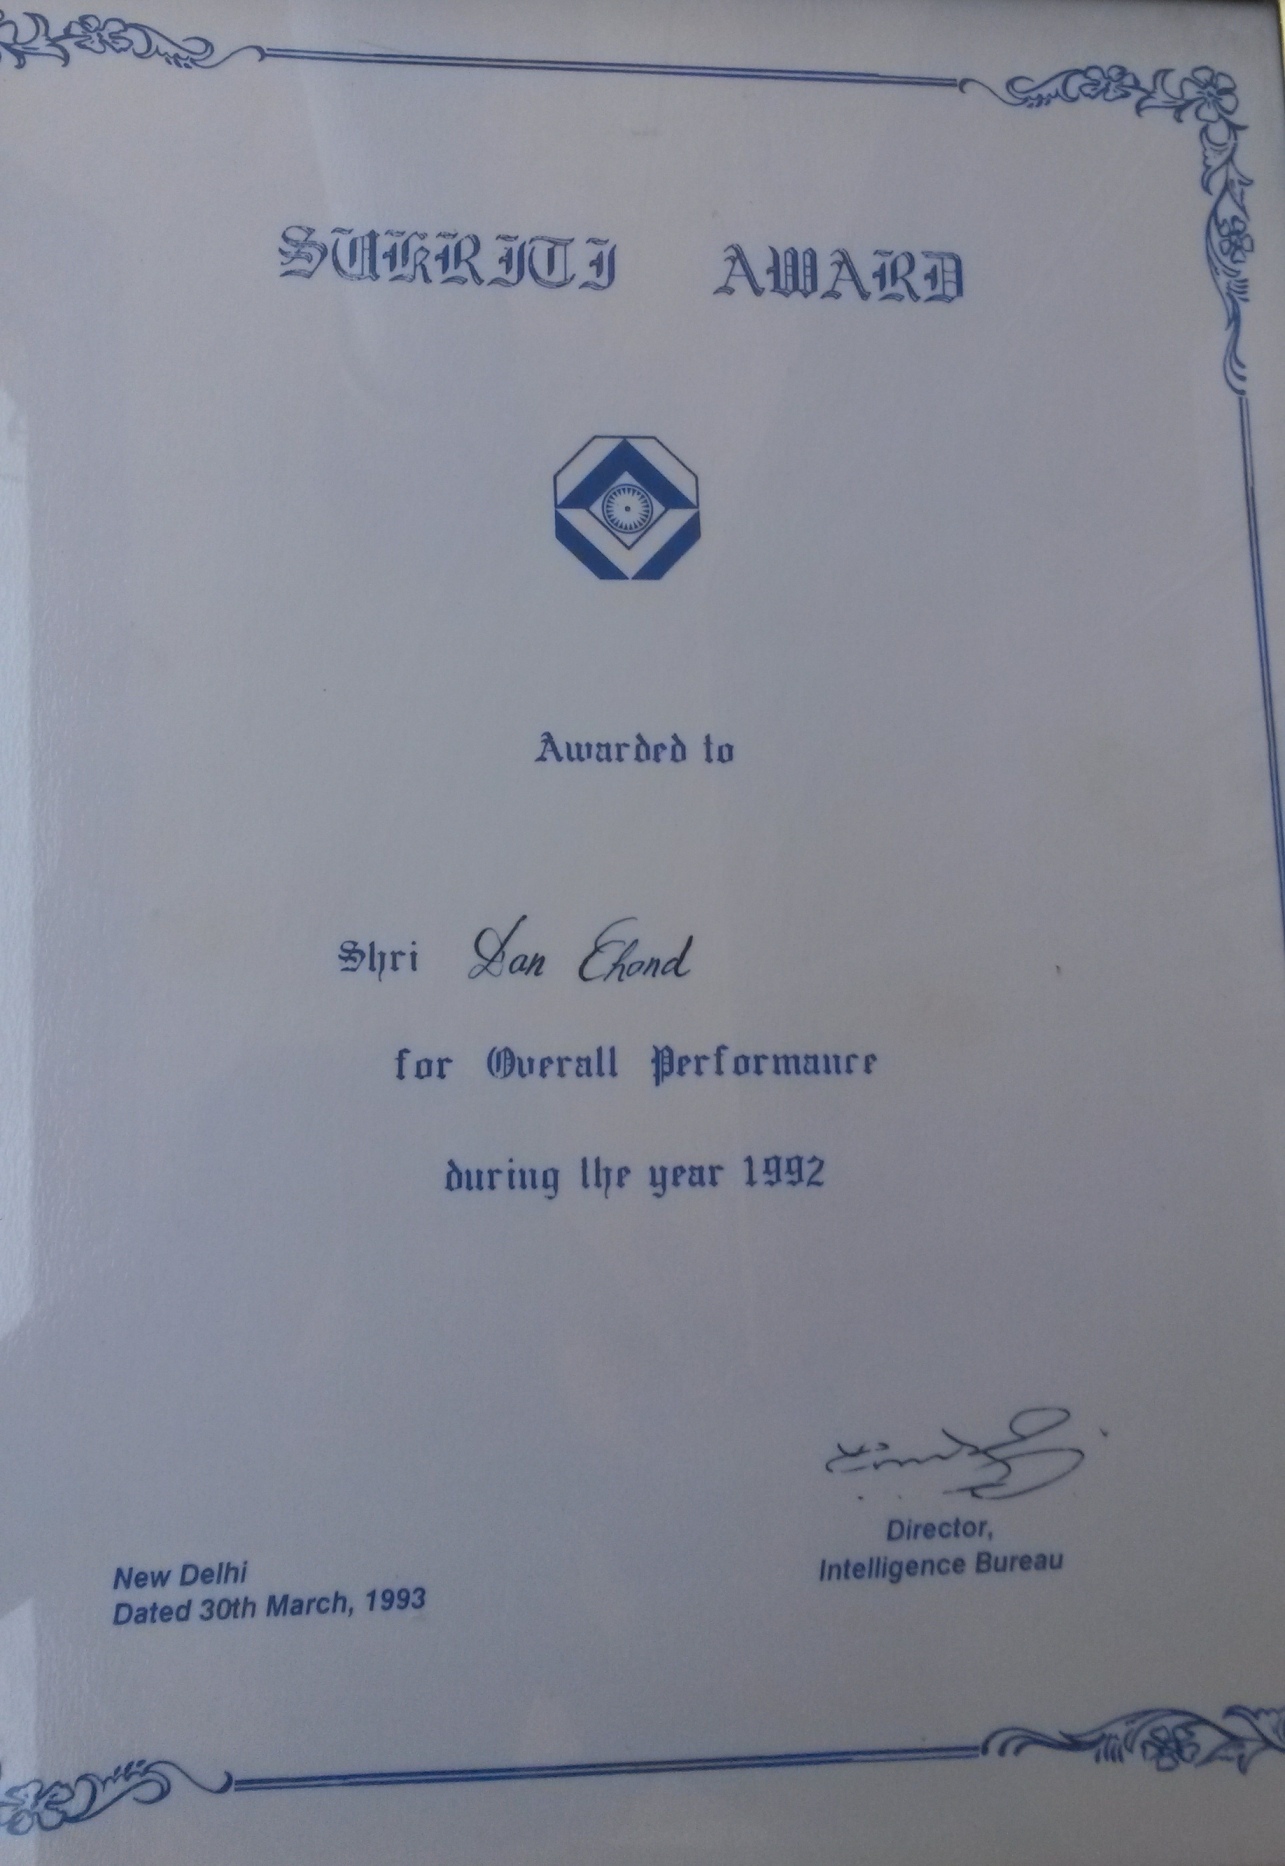 SUKRITI AWARD
Awarded to
Shri Dan Chand
for Overall Performance
during the year 1992
Director,
Intelligence Bureau
New Delhi
Dated 30th March, 1993